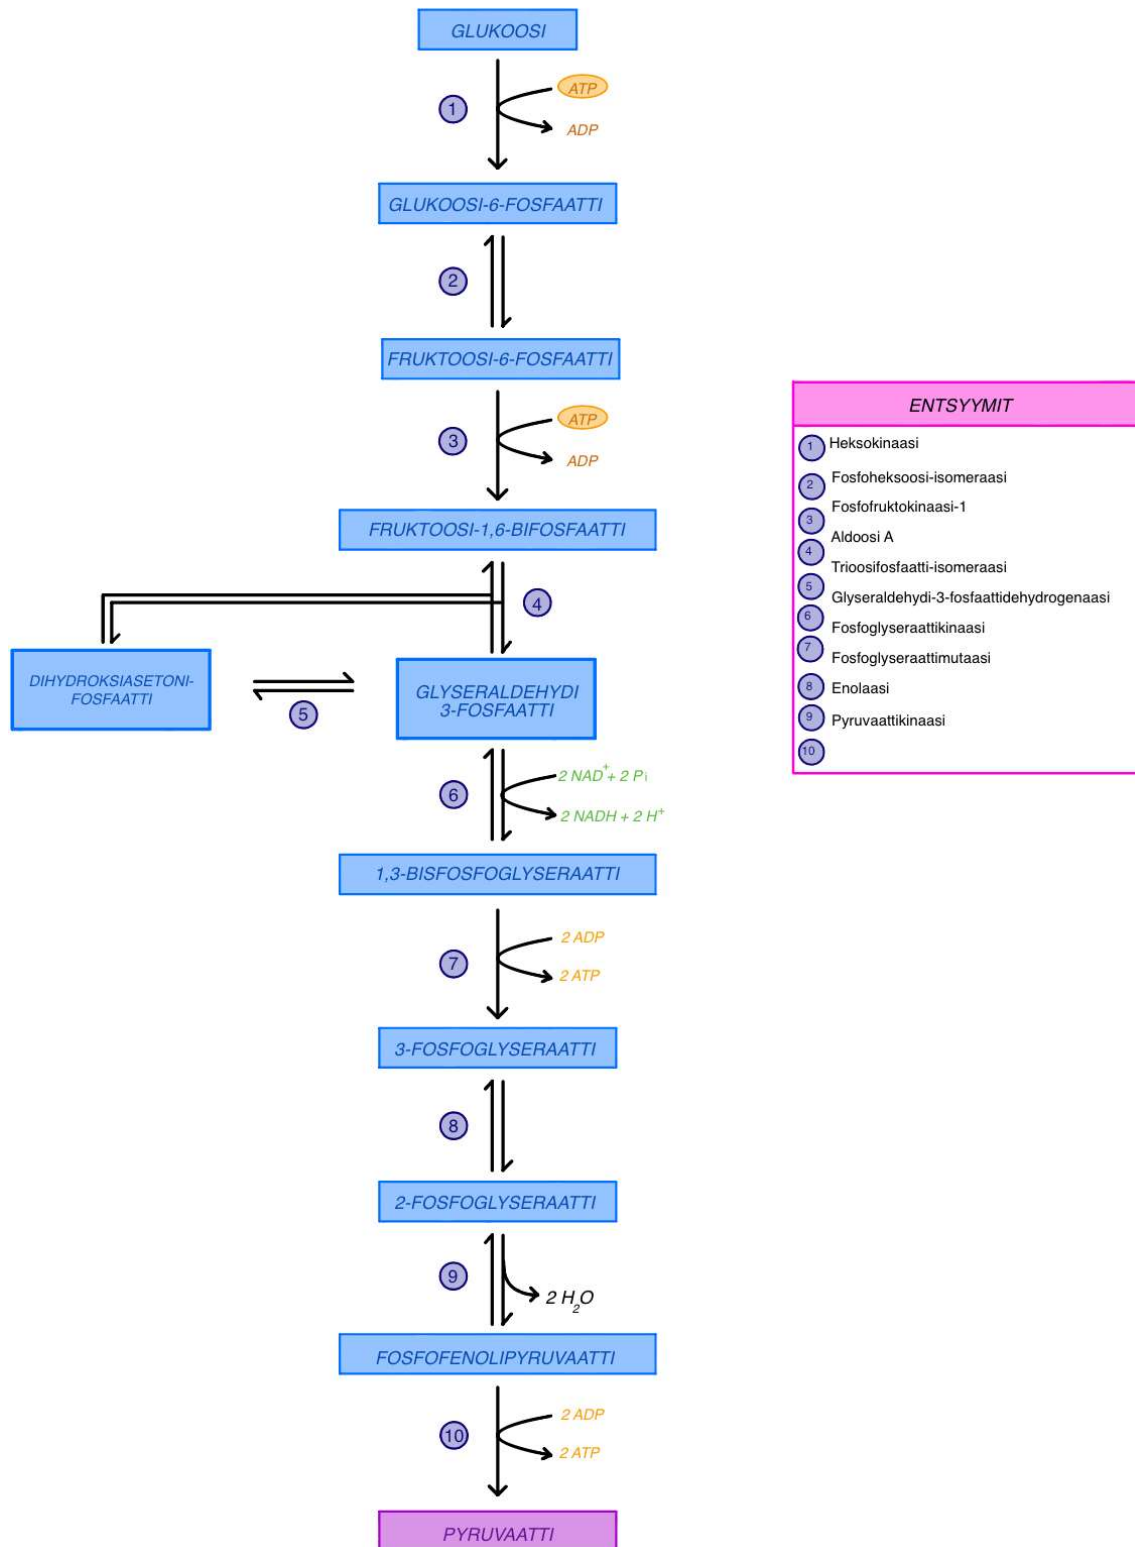 GLUKOOSI
1
ATP
ADP
GLUKOOSI-6-FOSFAATTI
2
FRUKTOOSI-6-FOSFAATTI
3
ATP
ADP
FRUKTOOSI-1,6-BIFOSFAATTI
4
DIHYDROKSIASETONI-
FOSFAATTI
5
GLYSERALDEHYDI
3-FOSFAATTI
6
2 NAD⁺ + 2 Pi
2 NADH + 2 H⁺
1,3-BISFOSFOGLYSERAATTI
7
2 ADP
2 ATP
3-FOSFOGLYSERAATTI
8
2-FOSFOGLYSERAATTI
9
2 H₂O
FOSFOFENOLIPYRUVAATTI
10
2 ADP
2 ATP
PYRUVAATTI
ENTSYYMIT
1 Heksokinaasi
2 Fosfoheksoosi-isomeraasi
3 Fosfofruktokinaasi-1
4 Aldoosi A
5 Trioosifosfaatti-isomeraasi
6 Glyseraldehydi-3-fosfaattidehydrogenaasi
7 Fosfoglyseraattikinaasi
8 Fosfoglyseraattimutaasi
9 Enolaasi
10 Pyruvaattikinaasi